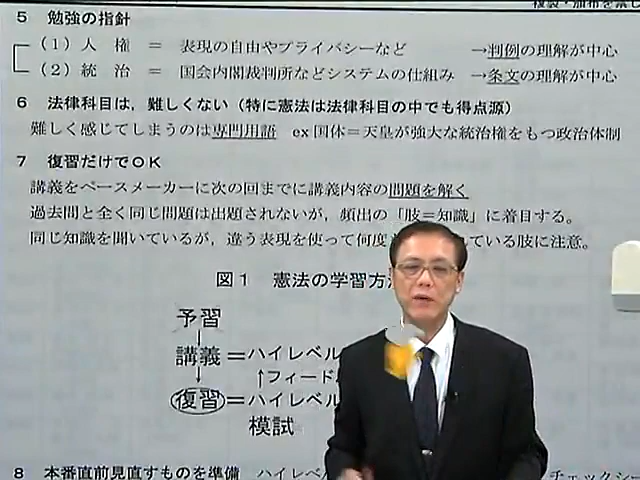 複製・頒布を禁じ
5 勉強の指針
(1)人 権 = 表現の自由やプライバシーなど →判例の理解が中心
(2)統 治 = 国会内閣裁判所などシステムの仕組み →条文の理解が中心
6 法律科目は，難しくない（特に憲法は法律科目の中でも得点源）
難しく感じてしまうのは専門用語 ex国体＝天皇が強大な統治権をもつ政治体制
7 復習だけでＯＫ
講義をペースメーカーに次の回までに講義内容の問題を解く
過去問と全く同じ問題は出題されないが，頻出の「肢＝知識」に着目する。
同じ知識を聞いているが，違う表現を使って何度 ている肢に注意。
図1 憲法の学習方
予習
↓
講義＝ハイレベル
↓ ↑フィード
復習＝ハイレベル
模試
8 本番直前見直すものを準備 ハイレベ チェックシ